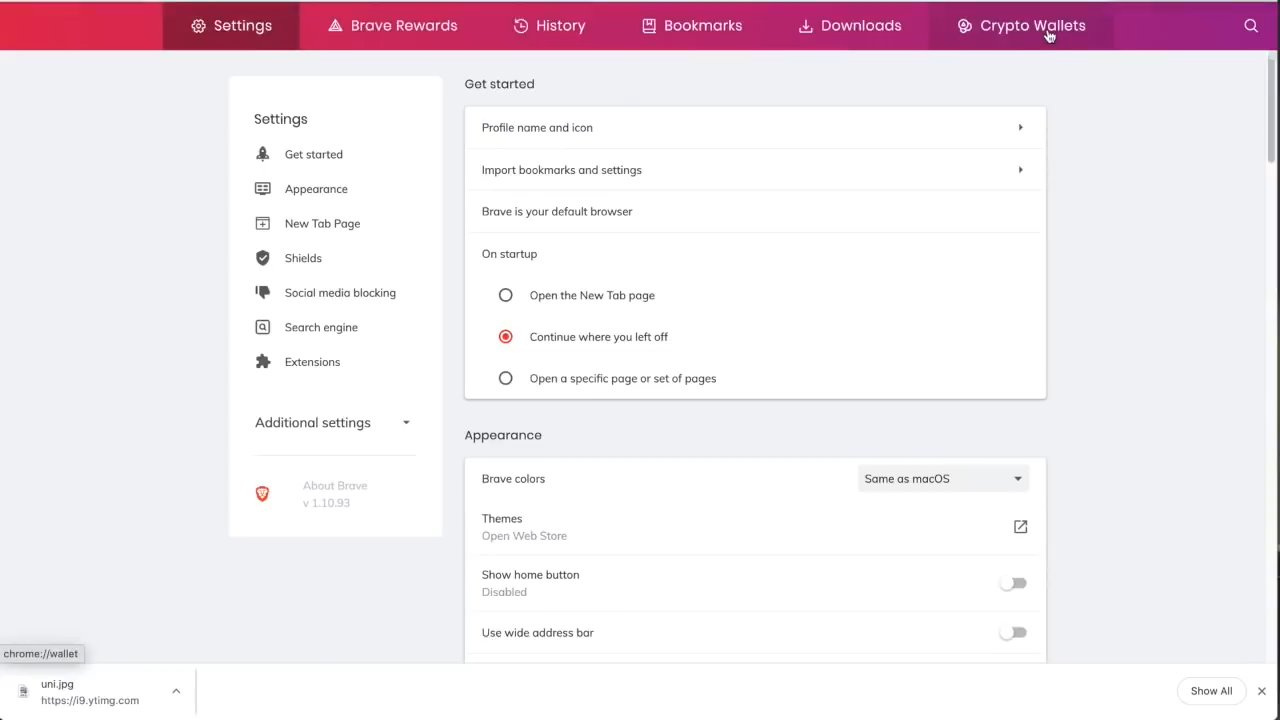 Settings
Brave Rewards
History
Bookmarks
Downloads
Crypto Wallets
Settings
Get started
Appearance
New Tab Page
Shields
Social media blocking
Search engine
Extensions
Additional settings
About Brave
v 1.10.93
Get started
Profile name and icon
Import bookmarks and settings
Brave is your default browser
On startup
Open the New Tab page
Continue where you left off
Open a specific page or set of pages
Appearance
Brave colors
Same as macOS
Themes
Open Web Store
Show home button
Disabled
Use wide address bar
chrome://wallet
uni.jpg
https://i9.ytimg.com
Show All